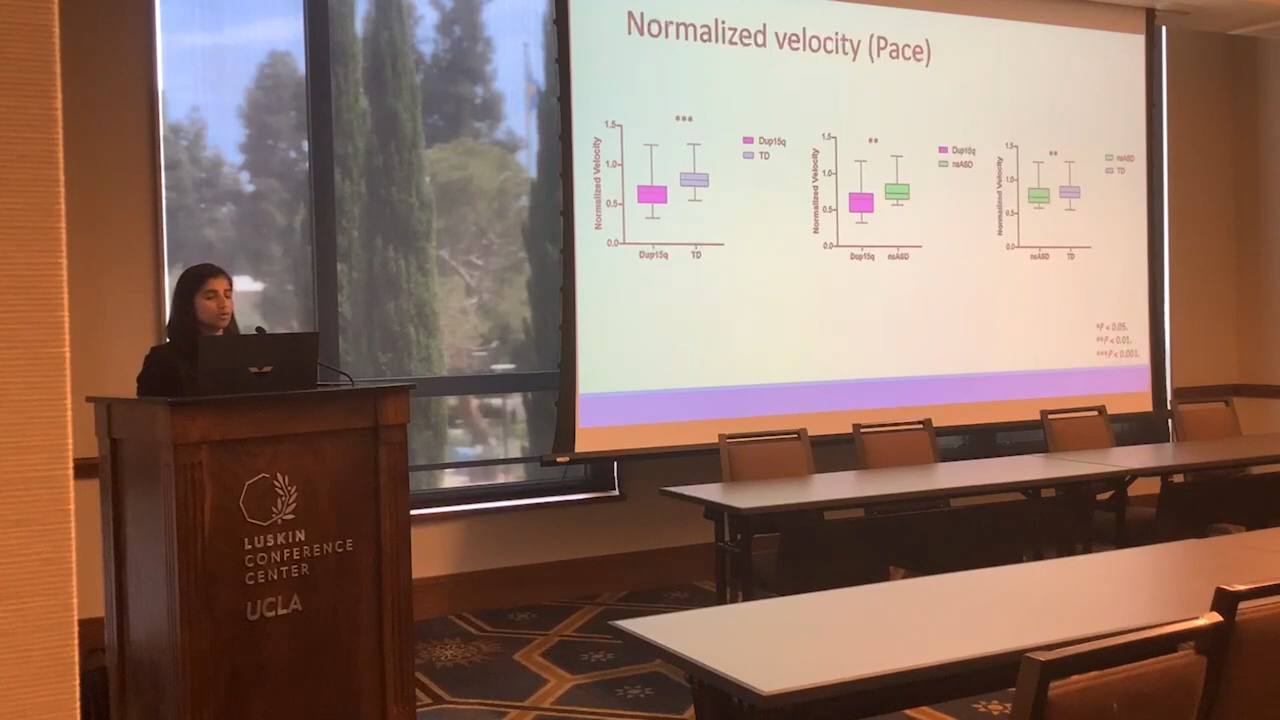 Normalized velocity (Pace)
Normalized Velocity
1.5
1.0
0.5
0.0
***
Dup15q
TD
Dup15q
TD
Normalized Velocity
1.5
1.0
0.5
0.0
**
Dup15q
nsASD
Dup15q
nsASD
Normalized Velocity
1.5
1.0
0.5
0.0
**
nsASD
TD
nsASD
TD
*P < 0.05.
**P < 0.01.
***P < 0.001.
LUSKIN
CONFERENCE
CENTER
UCLA